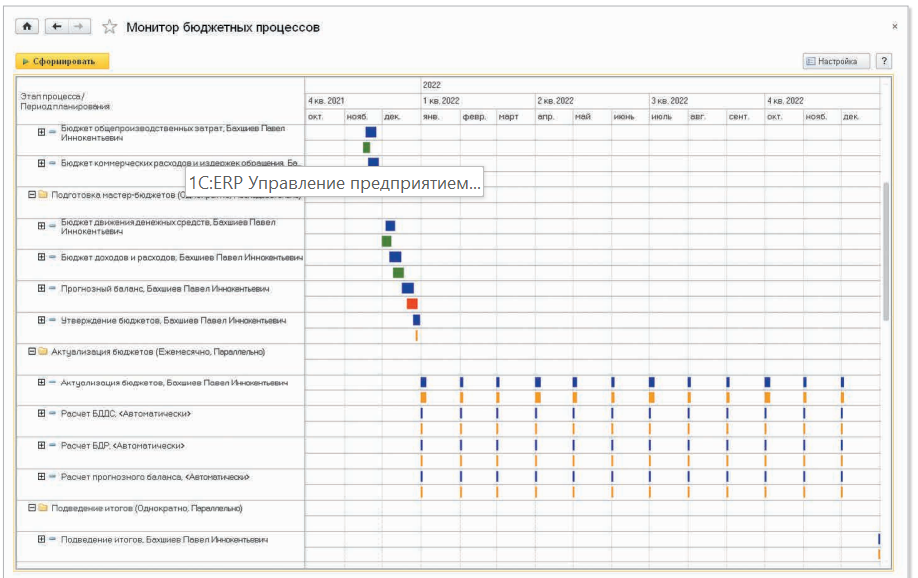 Монитор бюджетных процессов
Сформировать
Настройка
?
Этап процесса/
Период планирования
2022
4 кв. 2021
1 кв. 2022
2 кв. 2022
3 кв. 2022
4 кв. 2022
окт.
нояб.
дек.
янв.
февр.
март
апр.
май
июнь
июль
авг.
сент.
окт.
нояб.
дек.
Бюджет общепроизводственных затрат, Бахшиев Павел
Иннокентьевич
Бюджет коммерческих расходов и издержек обращения, Ба...
1С:ERP Управление предприятием...
Подготовка мастер-бюджетов
Бюджет движения денежных средств, Бахшиев Павел
Иннокентьевич
Бюджет доходов и расходов, Бахшиев Павел Иннокентьевич
Прогнозный баланс, Бахшиев Павел Иннокентьевич
Утверждение бюджетов, Бахшиев Павел Иннокентьевич
Актуализация бюджетов (Ежемесячно, Параллельно)
Актуализация бюджетов, Бахшиев Павел Иннокентьевич
Расчет БДДС, <Автоматически>
Расчет БДР, <Автоматически>
Расчет прогнозного баланса, <Автоматически>
Подведение итогов (Однократно, Параллельно)
Подведение итогов, Бахшиев Павел Иннокентьевич